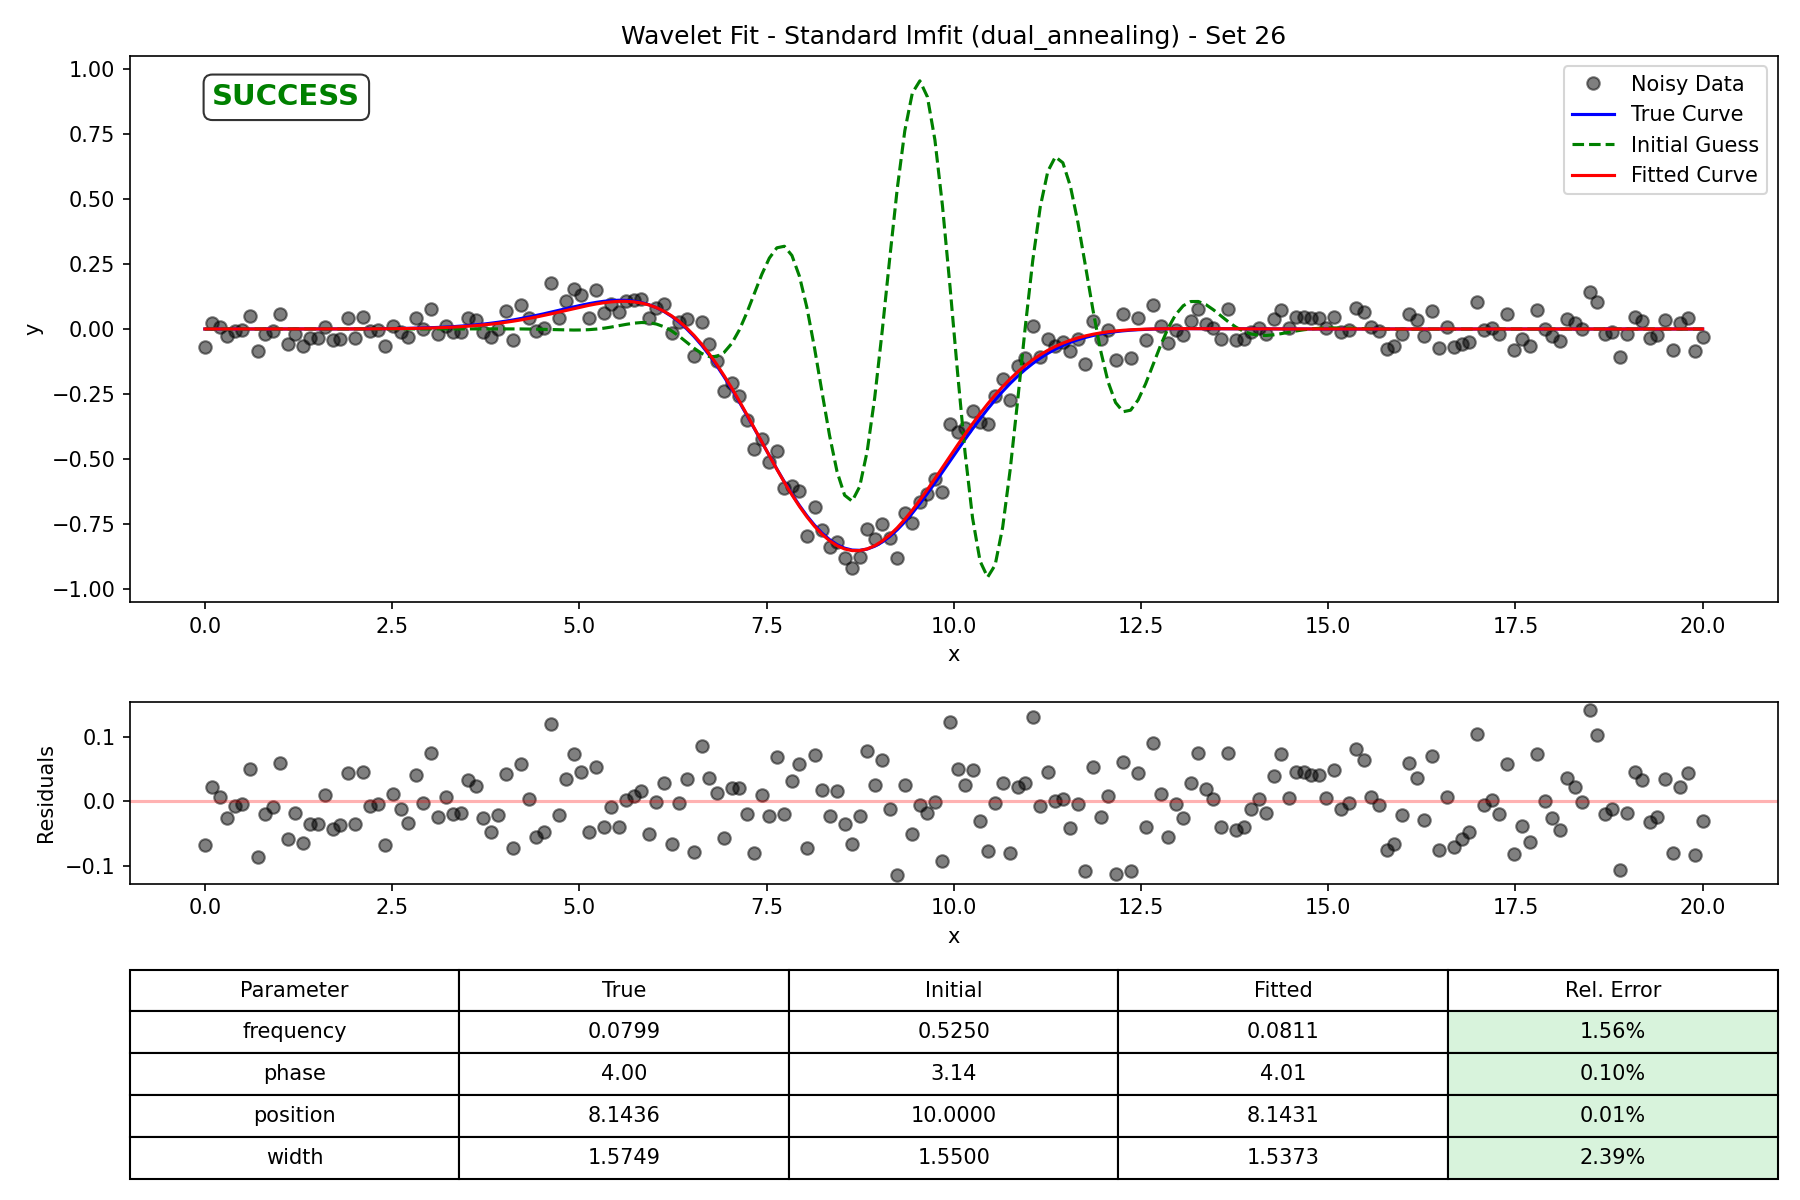 Wavelet Fit - Standard lmfit (dual_annealing) - Set 26
SUCCESS
Noisy Data
True Curve
Initial Guess
Fitted Curve
1.00
0.75
0.50
0.25
0.00
−0.25
−0.50
−0.75
−1.00
y
0.0 2.5 5.0 7.5 10.0 12.5 15.0 17.5 20.0
x
0.1
0.0
−0.1
Residuals
0.0 2.5 5.0 7.5 10.0 12.5 15.0 17.5 20.0
x
Parameter True Initial Fitted Rel. Error
frequency 0.0799 0.5250 0.0811 1.56%
phase 4.00 3.14 4.01 0.10%
position 8.1436 10.0000 8.1431 0.01%
width 1.5749 1.5500 1.5373 2.39%